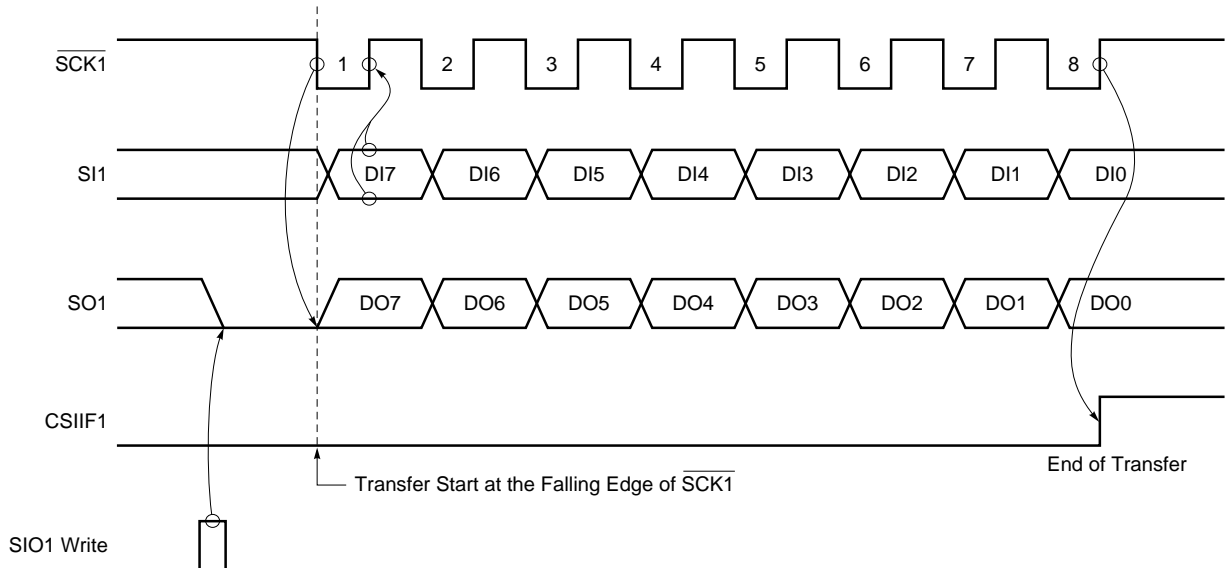 SCK1 1 2 3 4 5 6 7 8
SI1 DI7 DI6 DI5 DI4 DI3 DI2 DI1 DI0
SO1 DO7 DO6 DO5 DO4 DO3 DO2 DO1 DO0
CSIIF1
End of Transfer
Transfer Start at the Falling Edge of SCK1
SIO1 Write